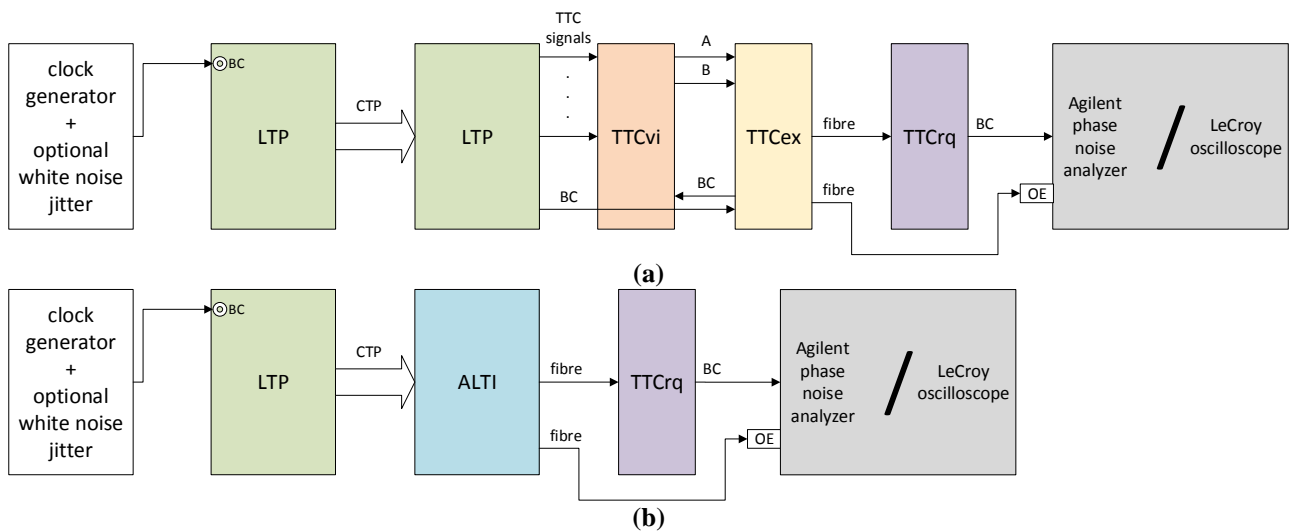 TTC
signals
clock
generator
+
optional
white noise
jitter
BC
LTP
CTP
LTP
.
.
.
BC
TTCvi
A
B
BC
TTCex
fibre
fibre
TTCrq
BC
OE
Agilent
phase
noise
analyzer
/
LeCroy
oscilloscope
(a)
clock
generator
+
optional
white noise
jitter
BC
LTP
CTP
ALTI
fibre
fibre
TTCrq
BC
OE
Agilent
phase
noise
analyzer
/
LeCroy
oscilloscope
(b)